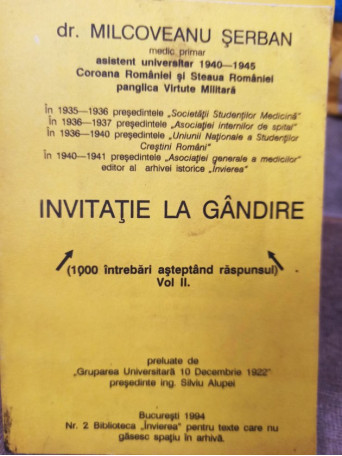 dr. MILCOVEANU ŞERBAN
medic primar
asistent universitar 1940—1945
Coroana României şi Steaua României
panglica Virtute Militară
În 1935—1936 preşedintele „Societăţii Studenţilor Medicină”
În 1936—1937 preşedintele „Asociaţiei internilor de spital”
În 1936—1940 preşedintele „Uniunii Naţionale a Studenţilor
Creştini Români”
În 1940—1941 preşedintele „Asociaţiei generale a medicilor”
editor al arhivei istorice „Învierea”
INVITAŢIE LA GÂNDIRE
(1000 întrebări aşteptând răspunsul)
Vol II.
preluate de
„Gruparea Universitară 10 Decembrie 1922”
preşedinte ing. Silviu Alupei
Bucureşti 1994
Nr. 2 Biblioteca „Învierea” pentru texte care nu
găsesc spaţiu în arhivă.